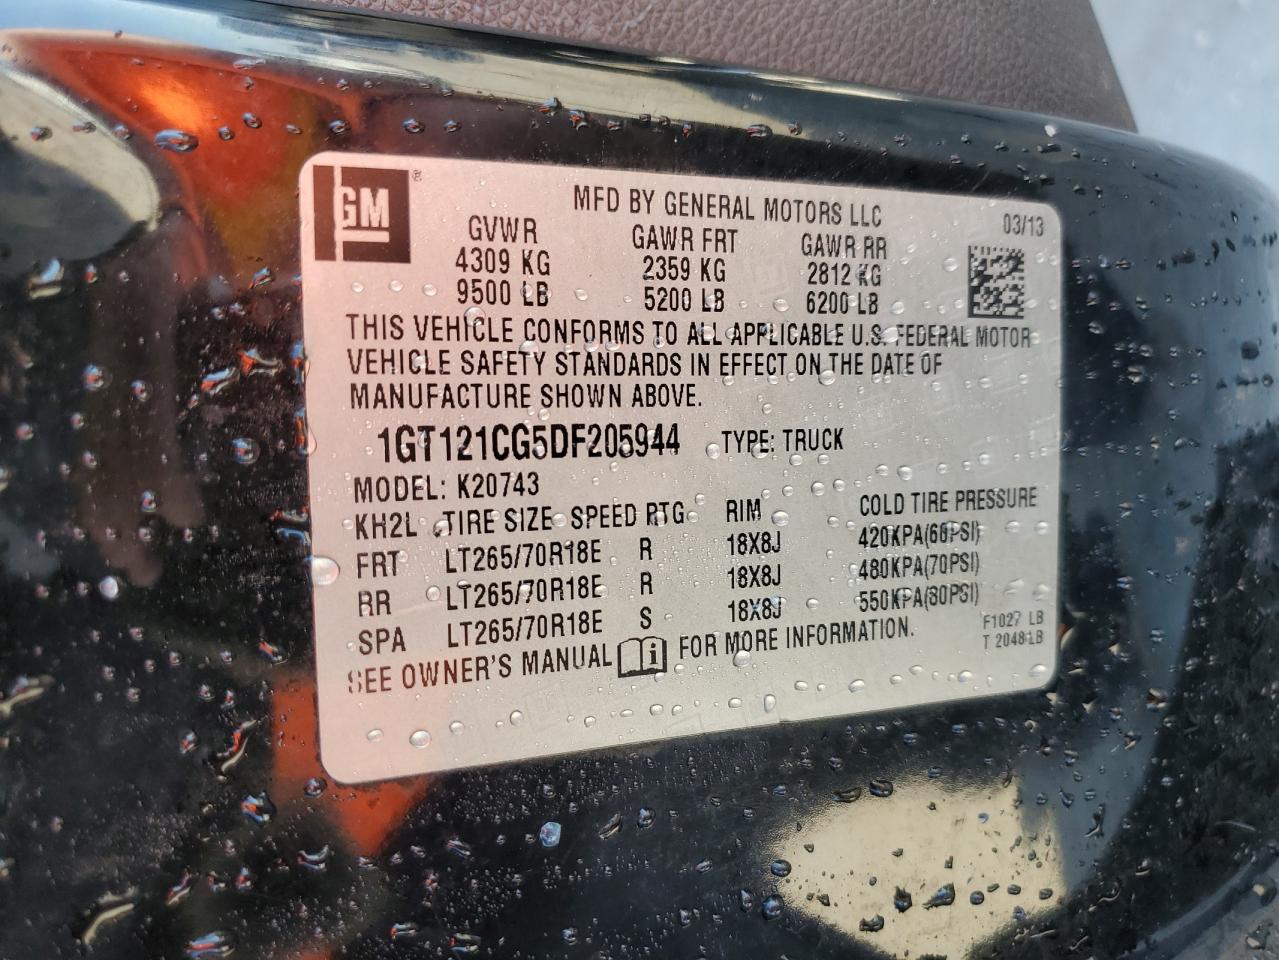 GM ®
MFD BY GENERAL MOTORS LLC
03/13
GVWR GAWR FRT GAWR RR
4309 KG 2359 KG 2812 KG
9500 LB 5200 LB 6200 LB
THIS VEHICLE CONFORMS TO ALL APPLICABLE U.S. FEDERAL MOTOR
VEHICLE SAFETY STANDARDS IN EFFECT ON THE DATE OF
MANUFACTURE SHOWN ABOVE.
1GT121CG5DF205944 TYPE: TRUCK
MODEL: K20743
KH2L TIRE SIZE SPEED RTG RIM COLD TIRE PRESSURE
FRT LT265/70R18E R 18X8J 420KPA(60PSI)
RR LT265/70R18E R 18X8J 480KPA(70PSI)
SPA LT265/70R18E S 18X8J 550KPA(80PSI)
SEE OWNER'S MANUAL i FOR MORE INFORMATION.
F1027 LB
T 2048 LB